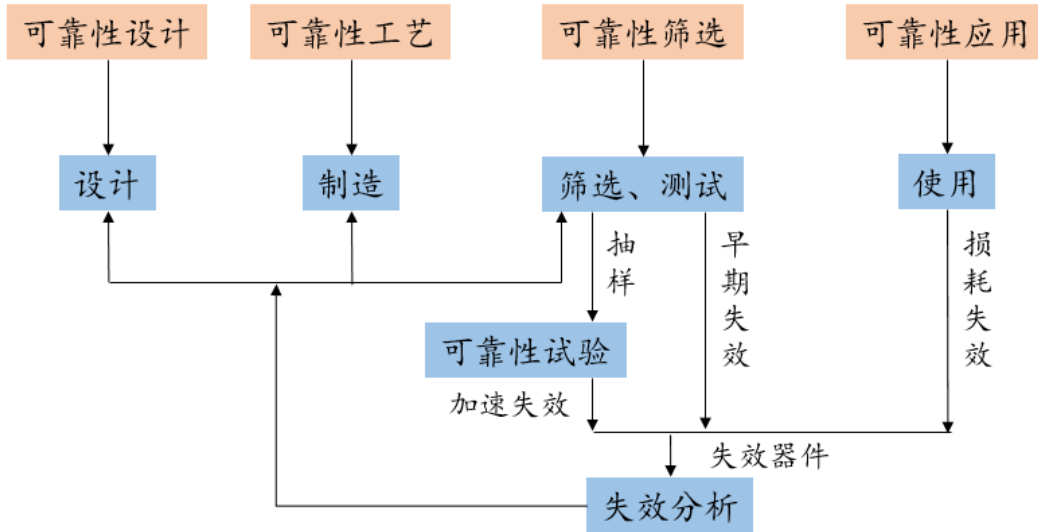 可靠性设计
可靠性工艺
可靠性筛选
可靠性应用
设计
制造
筛选、测试
使用
抽样
早期失效
损耗失效
可靠性试验
加速失效
失效器件
失效分析